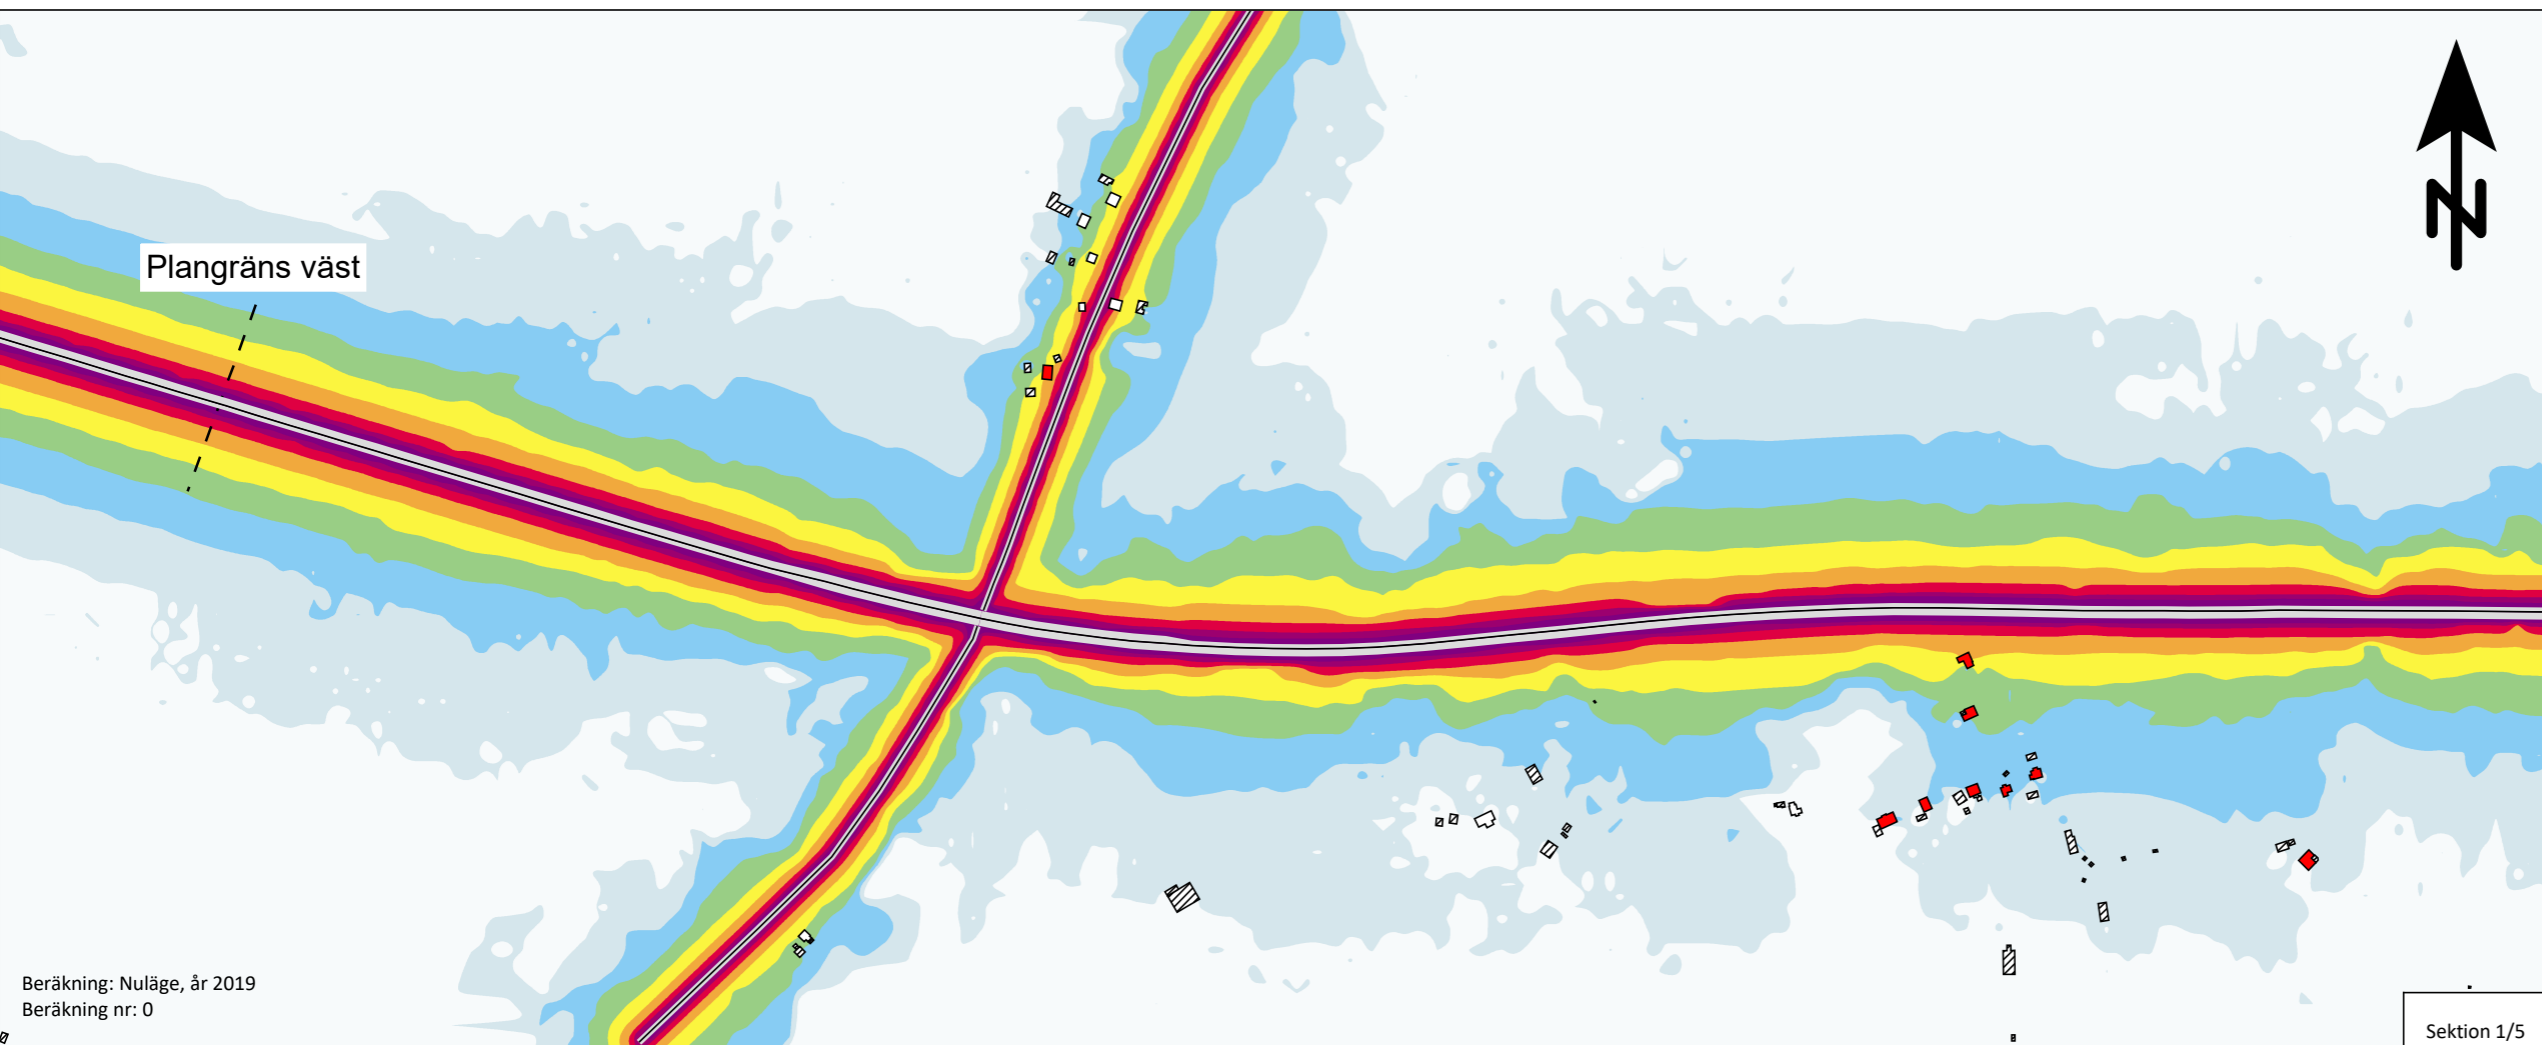 N
Plangräns väst
Beräkning: Nuläge, år 2019
Beräkning nr: 0
Sektion 1/5